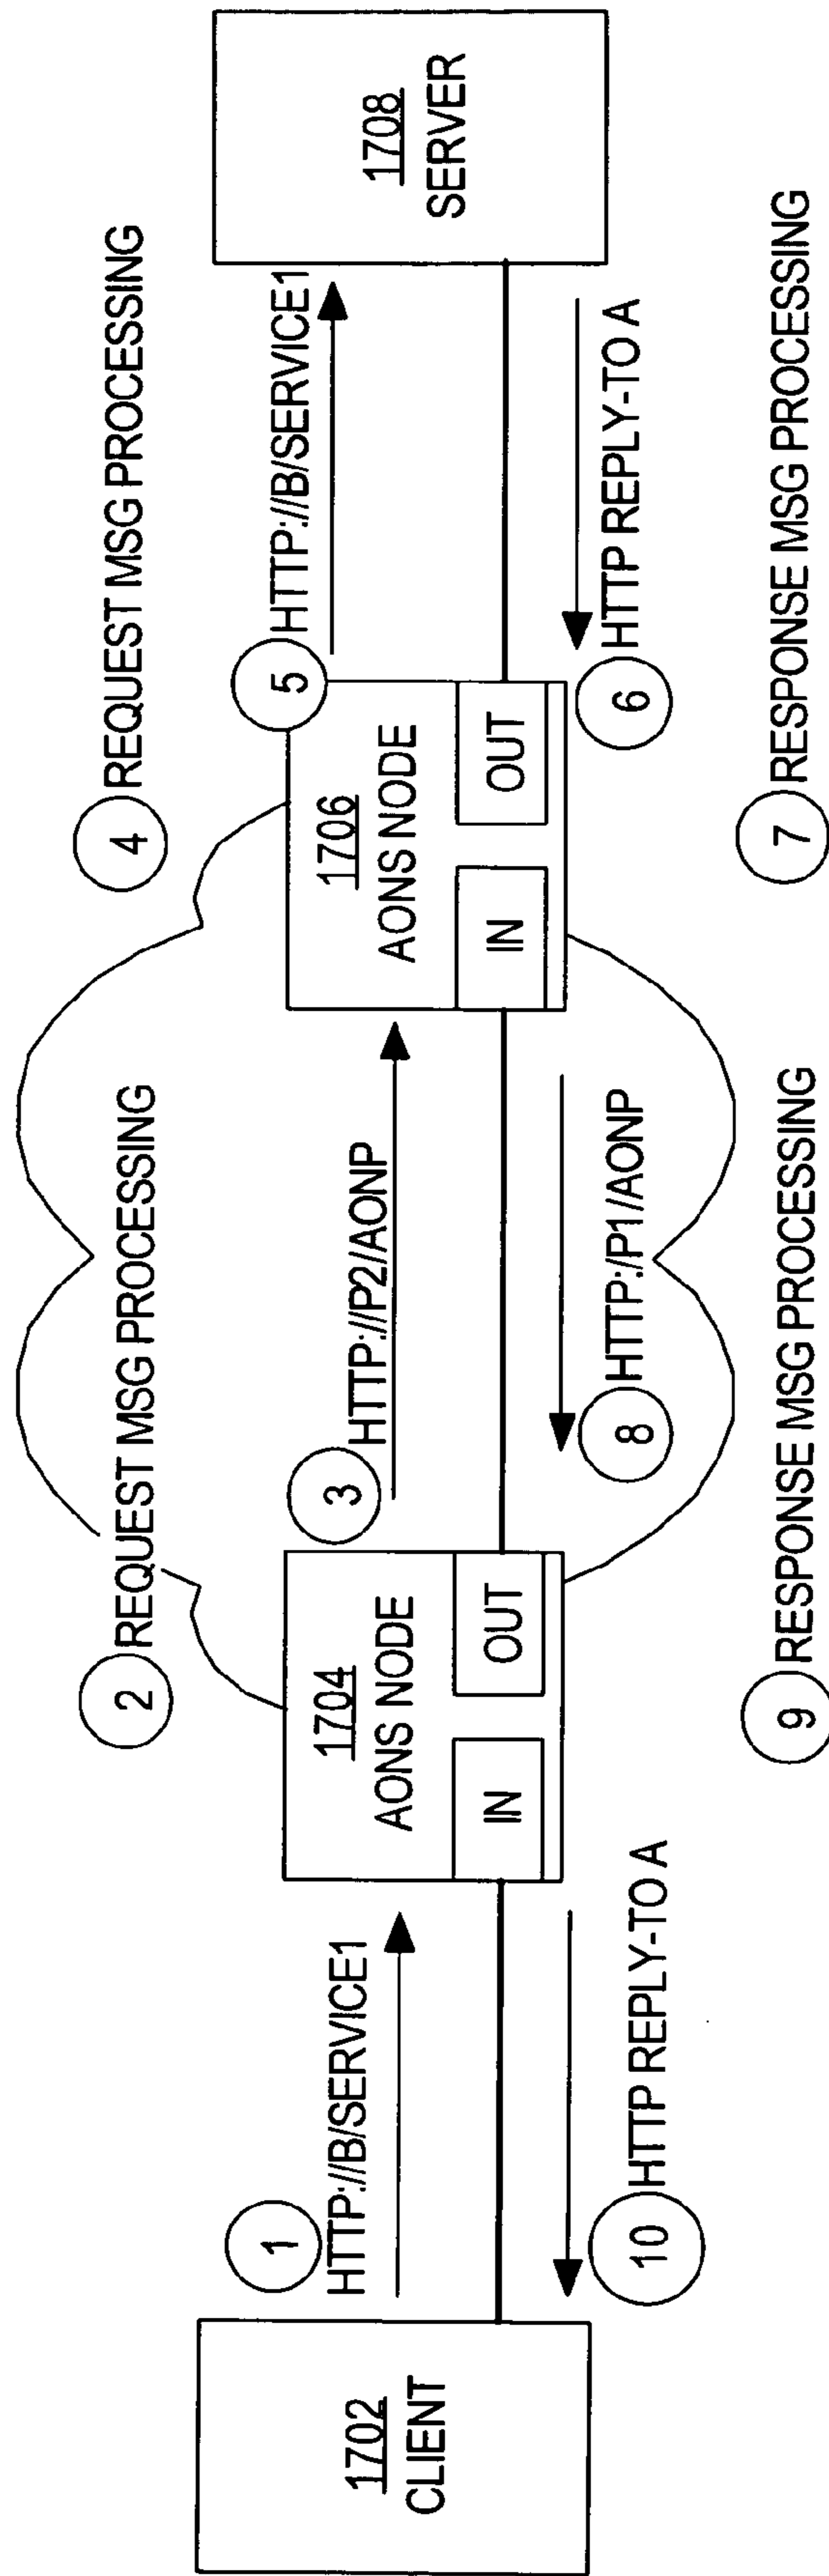 1702
CLIENT
1
HTTP://B/SERVICE1
10
HTTP REPLY-TO A
2
REQUEST MSG PROCESSING
1704
AONS NODE
IN
OUT
9
RESPONSE MSG PROCESSING
3
HTTP://P2/AONP
8
HTTP:/P1/AONP
4
REQUEST MSG PROCESSING
1706
AONS NODE
IN
OUT
7
RESPONSE MSG PROCESSING
5
HTTP://B/SERVICE1
6
HTTP REPLY-TO A
1708
SERVER